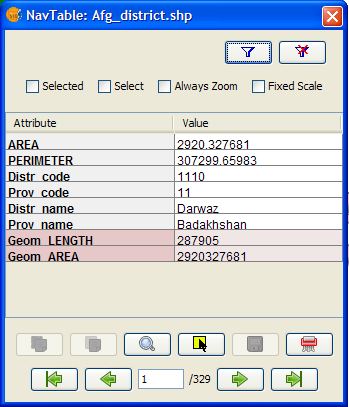 NavTable: Afg_district.shp
Selected Select Always Zoom Fixed Scale
Attribute Value
AREA 2920.327681
PERIMETER 307299.65983
Distr_code 1110
Prov_code 11
Distr_name Darwaz
Prov_name Badakhshan
Geom_LENGTH 287905
Geom_AREA 2920327681
1 /329